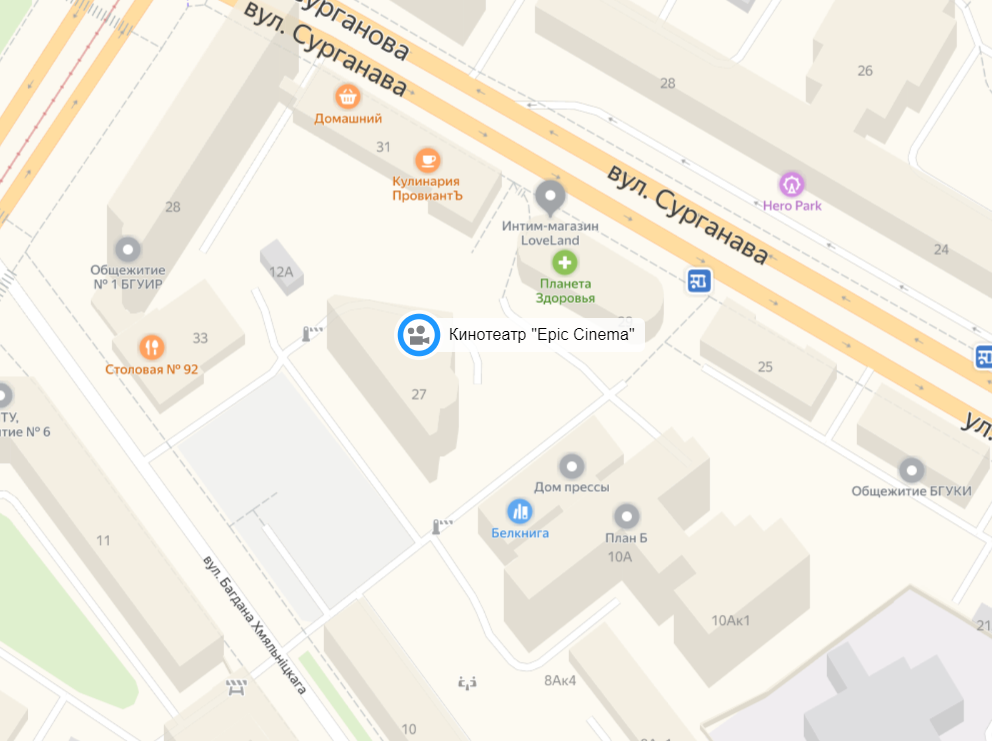 Сурганова
вул. Сурганава
28
26
Домашний
31
Кулинария
ПровиантЪ
вул. Сурганава
Hero Park
28
Интим-магазин
LoveLand
24
Общежитие
№ 1 БГУИР
12А
Планета
Здоровья
33
Столовая № 92
Кинотеатр "Epic Cinema"
25
27
ТУ,
тие № 6
ул.
Дом прессы
Общежитие БГУКИ
Белкнига
План Б
10А
11
вул. Багдана Хмяльніцкага
10Ак1
21
8Ак4
10